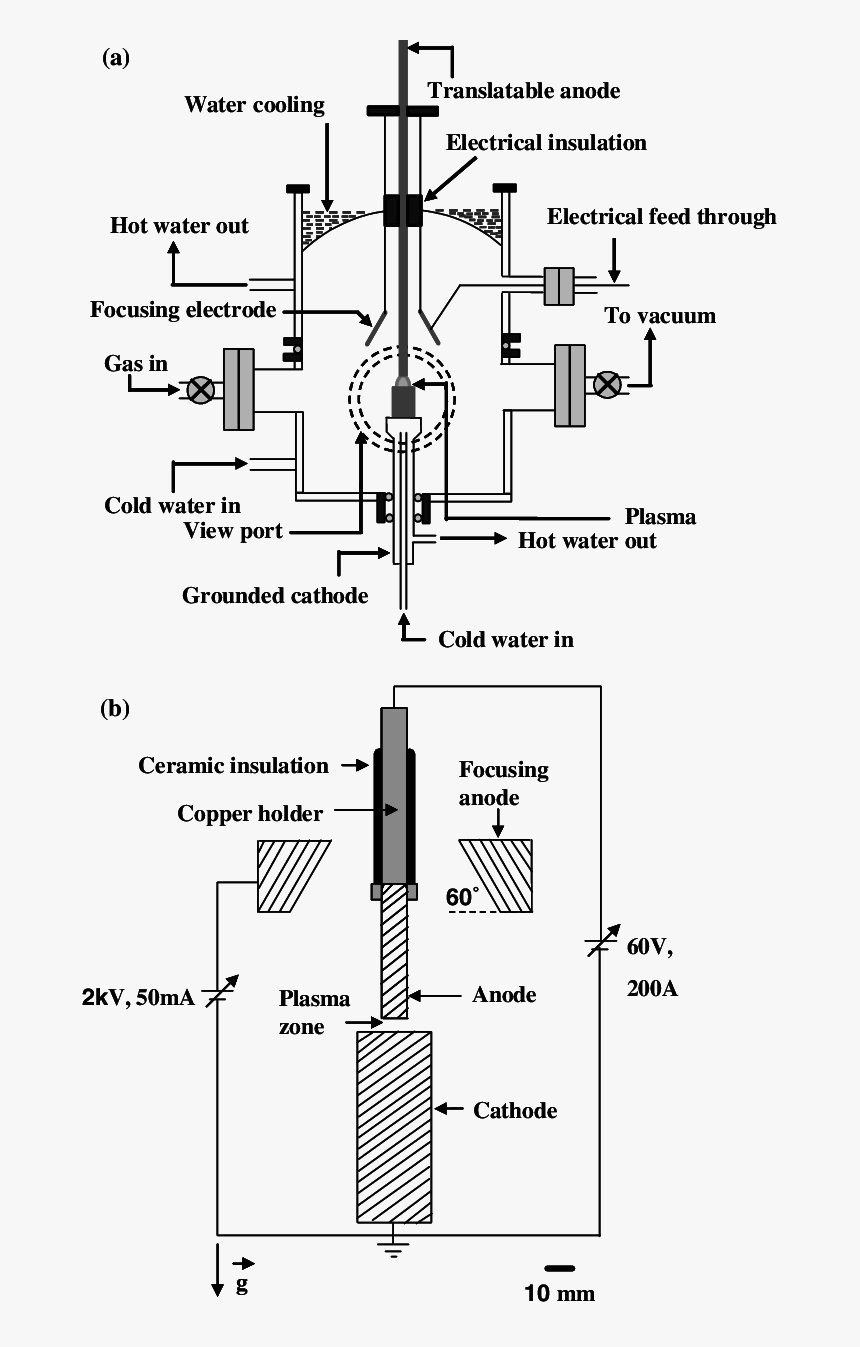 (a)
Translatable anode
Water cooling
Electrical insulation
Hot water out
Electrical feed through
Focusing electrode
To vacuum
Gas in
Cold water in
View port
Plasma
Hot water out
Grounded cathode
Cold water in
(b)
Ceramic insulation
Focusing
anode
Copper holder
60°
60V,
200A
2kV, 50mA
Plasma
zone
Anode
Cathode
g
10 mm